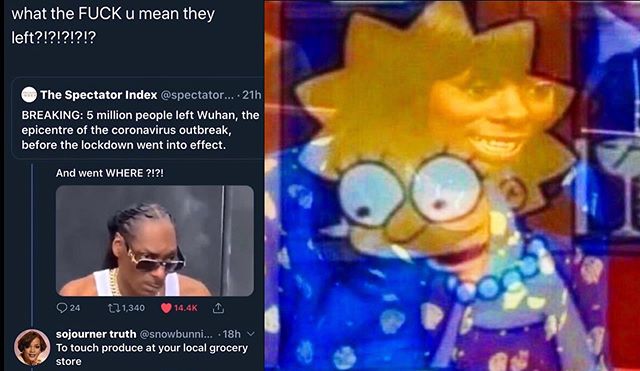 what the FUCK u mean they
left?!?!?!?!?
The Spectator Index @spectator... · 21h
BREAKING: 5 million people left Wuhan, the
epicentre of the coronavirus outbreak,
before the lockdown went into effect.
And went WHERE ?!?!
24 1,340 14.4K
sojourner truth @snowbunni... · 18h
To touch produce at your local grocery
store